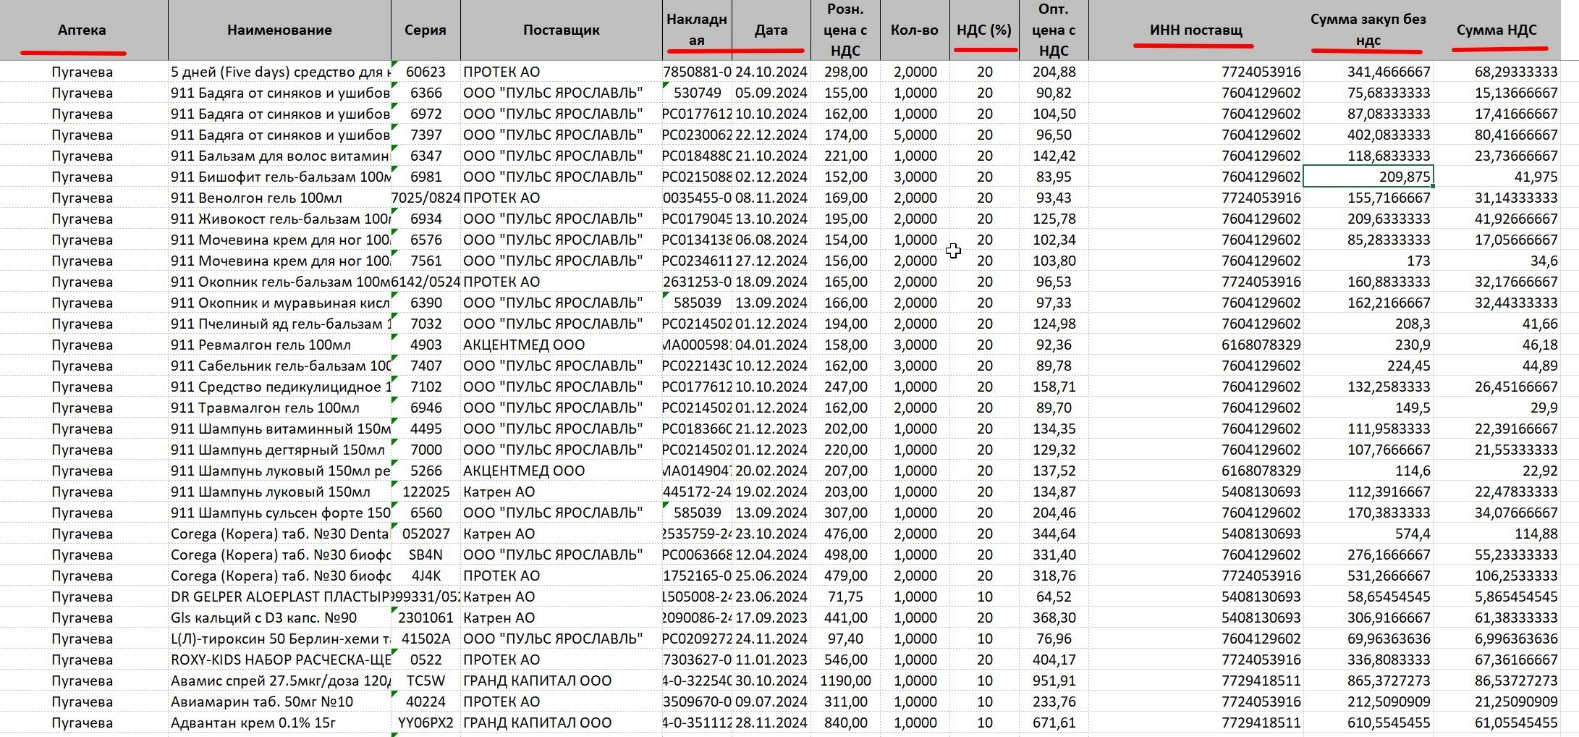 Аптека Наименование Серия Поставщик Накладная Дата Розн. цена с НДС Кол-во НДС (%) Опт. цена с НДС ИНН поставщ Сумма закуп без ндс Сумма НДС
Пугачева 5 дней (Five days) средство для 60623 ПРОТЕК АО 7850881-0 24.10.2024 298,00 2,0000 20 204,88 7724053916 341,4666667 68,29333333
Пугачева 911 Бадяга от синяков и ушибов 6366 ООО "ПУЛЬС ЯРОСЛАВЛЬ" 530749 05.09.2024 155,00 1,0000 20 90,82 7604129602 75,68333333 15,13666667
Пугачева 911 Бадяга от синяков и ушибов 6972 ООО "ПУЛЬС ЯРОСЛАВЛЬ" РС0177612 10.10.2024 162,00 1,0000 20 104,50 7604129602 87,08333333 17,41666667
Пугачева 911 Бадяга от синяков и ушибов 7397 ООО "ПУЛЬС ЯРОСЛАВЛЬ" РС0230062 22.12.2024 174,00 5,0000 20 96,50 7604129602 402,0833333 80,41666667
Пугачева 911 Бальзам для волос витамин 6347 ООО "ПУЛЬС ЯРОСЛАВЛЬ" РС0184880 21.10.2024 221,00 1,0000 20 142,42 7604129602 118,6833333 23,73666667
Пугачева 911 Бишофит гель-бальзам 100м 6981 ООО "ПУЛЬС ЯРОСЛАВЛЬ" РС0215088 02.12.2024 152,00 3,0000 20 83,95 7604129602 209,875 41,975
Пугачева 911 Венолгон гель 100мл 7025/0824 ПРОТЕК АО 0035455-0 08.11.2024 169,00 2,0000 20 93,43 7724053916 155,7166667 31,14333333
Пугачева 911 Живокост гель-бальзам 100 6934 ООО "ПУЛЬС ЯРОСЛАВЛЬ" РС0179045 13.10.2024 195,00 2,0000 20 125,78 7604129602 209,6333333 41,92666667
Пугачева 911 Мочевина крем для ног 100 6576 ООО "ПУЛЬС ЯРОСЛАВЛЬ" РС0134138 06.08.2024 154,00 1,0000 20 102,34 7604129602 85,28333333 17,05666667
Пугачева 911 Мочевина крем для ног 100 7561 ООО "ПУЛЬС ЯРОСЛАВЛЬ" РС0234611 27.12.2024 156,00 2,0000 20 103,80 7604129602 173 34,6
Пугачева 911 Окопник гель-бальзам 100м 6142/0524 ПРОТЕК АО 2631253-0 18.09.2024 165,00 2,0000 20 96,53 7724053916 160,8833333 32,17666667
Пугачева 911 Окопник и муравьиная кисл 6390 ООО "ПУЛЬС ЯРОСЛАВЛЬ" 585039 13.09.2024 166,00 2,0000 20 97,33 7604129602 162,2166667 32,44333333
Пугачева 911 Пчелиный яд гель-бальзам 1 7032 ООО "ПУЛЬС ЯРОСЛАВЛЬ" РС0214502 01.12.2024 194,00 2,0000 20 124,98 7604129602 208,3 41,66
Пугачева 911 Ревмалгон гель 100мл 4903 АКЦЕНТМЕД ООО МА0005981 04.01.2024 158,00 3,0000 20 92,36 6168078329 230,9 46,18
Пугачева 911 Сабельник гель-бальзам 100 7407 ООО "ПУЛЬС ЯРОСЛАВЛЬ" РС0221430 10.12.2024 162,00 3,0000 20 89,78 7604129602 224,45 44,89
Пугачева 911 Средство педикулицидное 1 7102 ООО "ПУЛЬС ЯРОСЛАВЛЬ" РС0177612 10.10.2024 247,00 1,0000 20 158,71 7604129602 132,2583333 26,45166667
Пугачева 911 Травмалгон гель 100мл 6946 ООО "ПУЛЬС ЯРОСЛАВЛЬ" РС0214502 01.12.2024 162,00 2,0000 20 89,70 7604129602 149,5 29,9
Пугачева 911 Шампунь витаминный 150м 4495 ООО "ПУЛЬС ЯРОСЛАВЛЬ" РС0183660 21.12.2023 202,00 1,0000 20 134,35 7604129602 111,9583333 22,39166667
Пугачева 911 Шампунь дегтярный 150мл 7000 ООО "ПУЛЬС ЯРОСЛАВЛЬ" РС0214502 01.12.2024 220,00 1,0000 20 129,32 7604129602 107,7666667 21,55333333
Пугачева 911 Шампунь луковый 150мл ре 5266 АКЦЕНТМЕД ООО МА0149047 20.02.2024 207,00 1,0000 20 137,52 6168078329 114,6 22,92
Пугачева 911 Шампунь луковый 150мл 122025 Катрен АО 445172-24 19.02.2024 203,00 1,0000 20 134,87 5408130693 112,3916667 22,47833333
Пугачева 911 Шампунь сульсен форте 150 6560 ООО "ПУЛЬС ЯРОСЛАВЛЬ" 585039 13.09.2024 307,00 1,0000 20 204,46 7604129602 170,3833333 34,07666667
Пугачева Corega (Корега) таб. №30 Denta 052027 Катрен АО 2535759-24 23.10.2024 476,00 2,0000 20 344,64 5408130693 574,4 114,88
Пугачева Corega (Корега) таб. №30 биофо SB4N ООО "ПУЛЬС ЯРОСЛАВЛЬ" РС0063668 12.04.2024 498,00 1,0000 20 331,40 7604129602 276,1666667 55,23333333
Пугачева Corega (Корега) таб. №30 биофо 4J4K ПРОТЕК АО 1752165-0 25.06.2024 479,00 2,0000 20 318,76 7724053916 531,2666667 106,2533333
Пугачева DR GELPER ALOEPLAST ПЛАСТЫР 999331/05 Катрен АО 1505008-24 23.06.2024 71,75 1,0000 10 64,52 5408130693 58,65454545 5,865454545
Пугачева Gls кальций с D3 капс. №90 2301061 Катрен АО 2090086-24 17.09.2023 441,00 1,0000 20 368,30 5408130693 306,9166667 61,38333333
Пугачева L(Л)-тироксин 50 Берлин-хеми т 41502A ООО "ПУЛЬС ЯРОСЛАВЛЬ" РС0209272 24.11.2024 97,40 1,0000 10 76,96 7604129602 69,96363636 6,996363636
Пугачева ROXY-KIDS НАБОР РАСЧЕСКА-ЩЕ 0522 ПРОТЕК АО 7303627-0 11.01.2023 546,00 1,0000 20 404,17 7724053916 336,8083333 67,36166667
Пугачева Авамис спрей 27.5мкг/доза 120 TC5W ГРАНД КАПИТАЛ ООО 4-0-322540 30.10.2024 1190,00 1,0000 10 951,91 7729418511 865,3727273 86,53727273
Пугачева Авиамарин таб. 50мг №10 40224 ПРОТЕК АО 3509670-0 09.07.2024 311,00 1,0000 10 233,76 7724053916 212,5090909 21,25090909
Пугачева Адвантан крем 0.1% 15г YY06PX2 ГРАНД КАПИТАЛ ООО 4-0-351112 28.11.2024 840,00 1,0000 10 671,61 7729418511 610,5545455 61,05545455